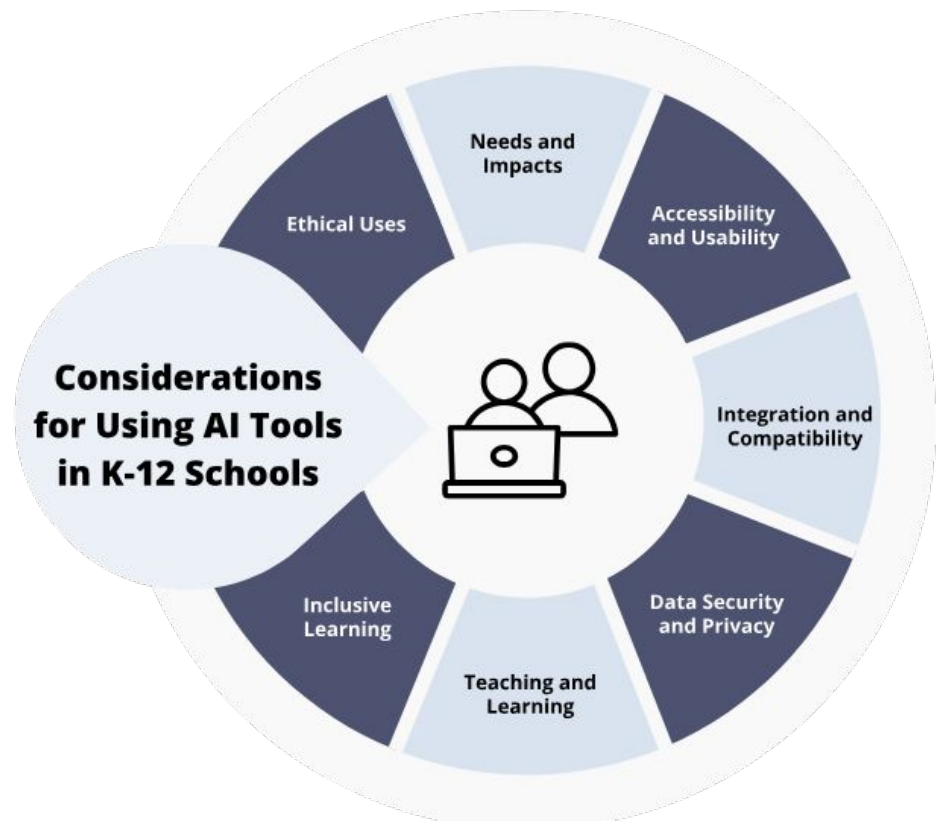 Considerations
for Using AI Tools
in K-12 Schools
Ethical Uses
Needs and
Impacts
Accessibility
and Usability
Integration and
Compatibility
Data Security
and Privacy
Teaching and
Learning
Inclusive
Learning